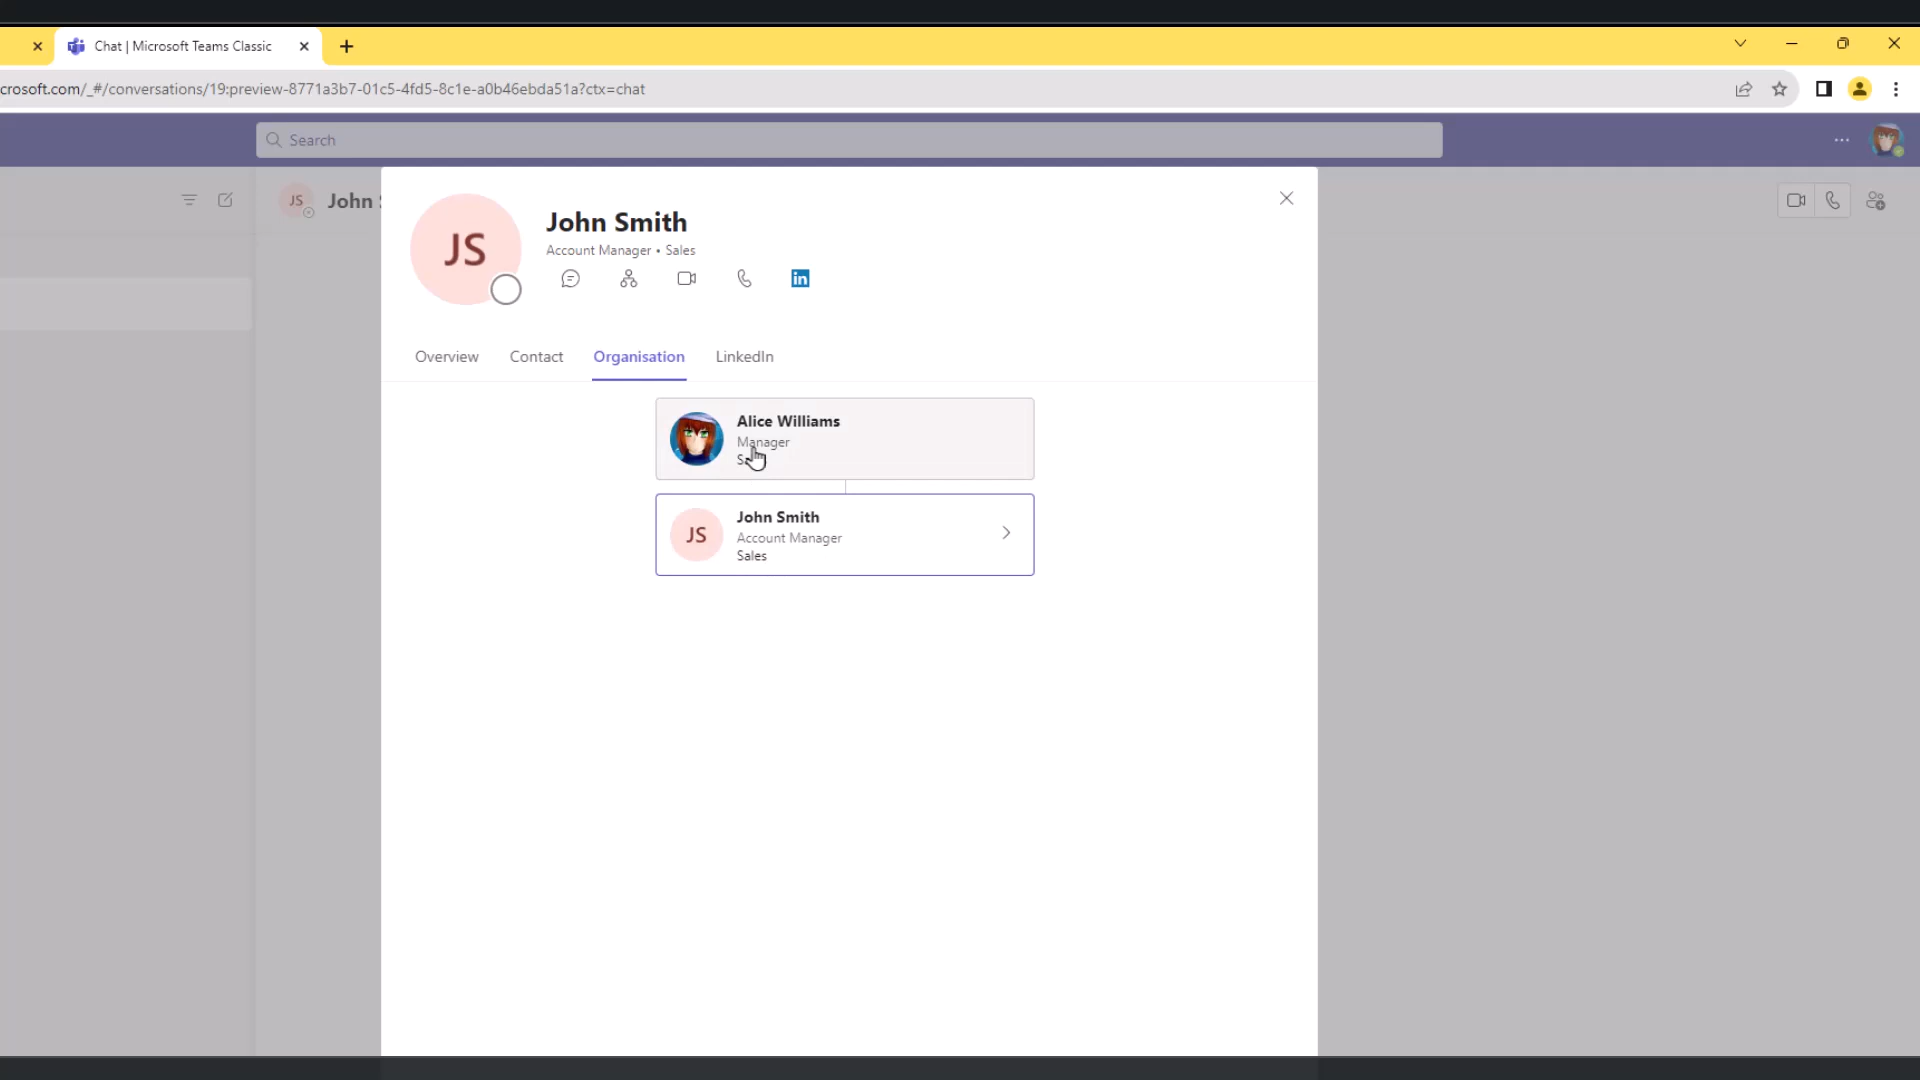 Chat | Microsoft Teams Classic
crosoft.com/_#/conversations/19:preview-8771a3b7-01c5-4fd5-8c1e-a0b46ebda51a?ctx=chat
Search
JS
John
John Smith
JS
Account Manager • Sales
in
Overview
Contact
Organisation
LinkedIn
Alice Williams
Manager
John Smith
JS
Account Manager
Sales